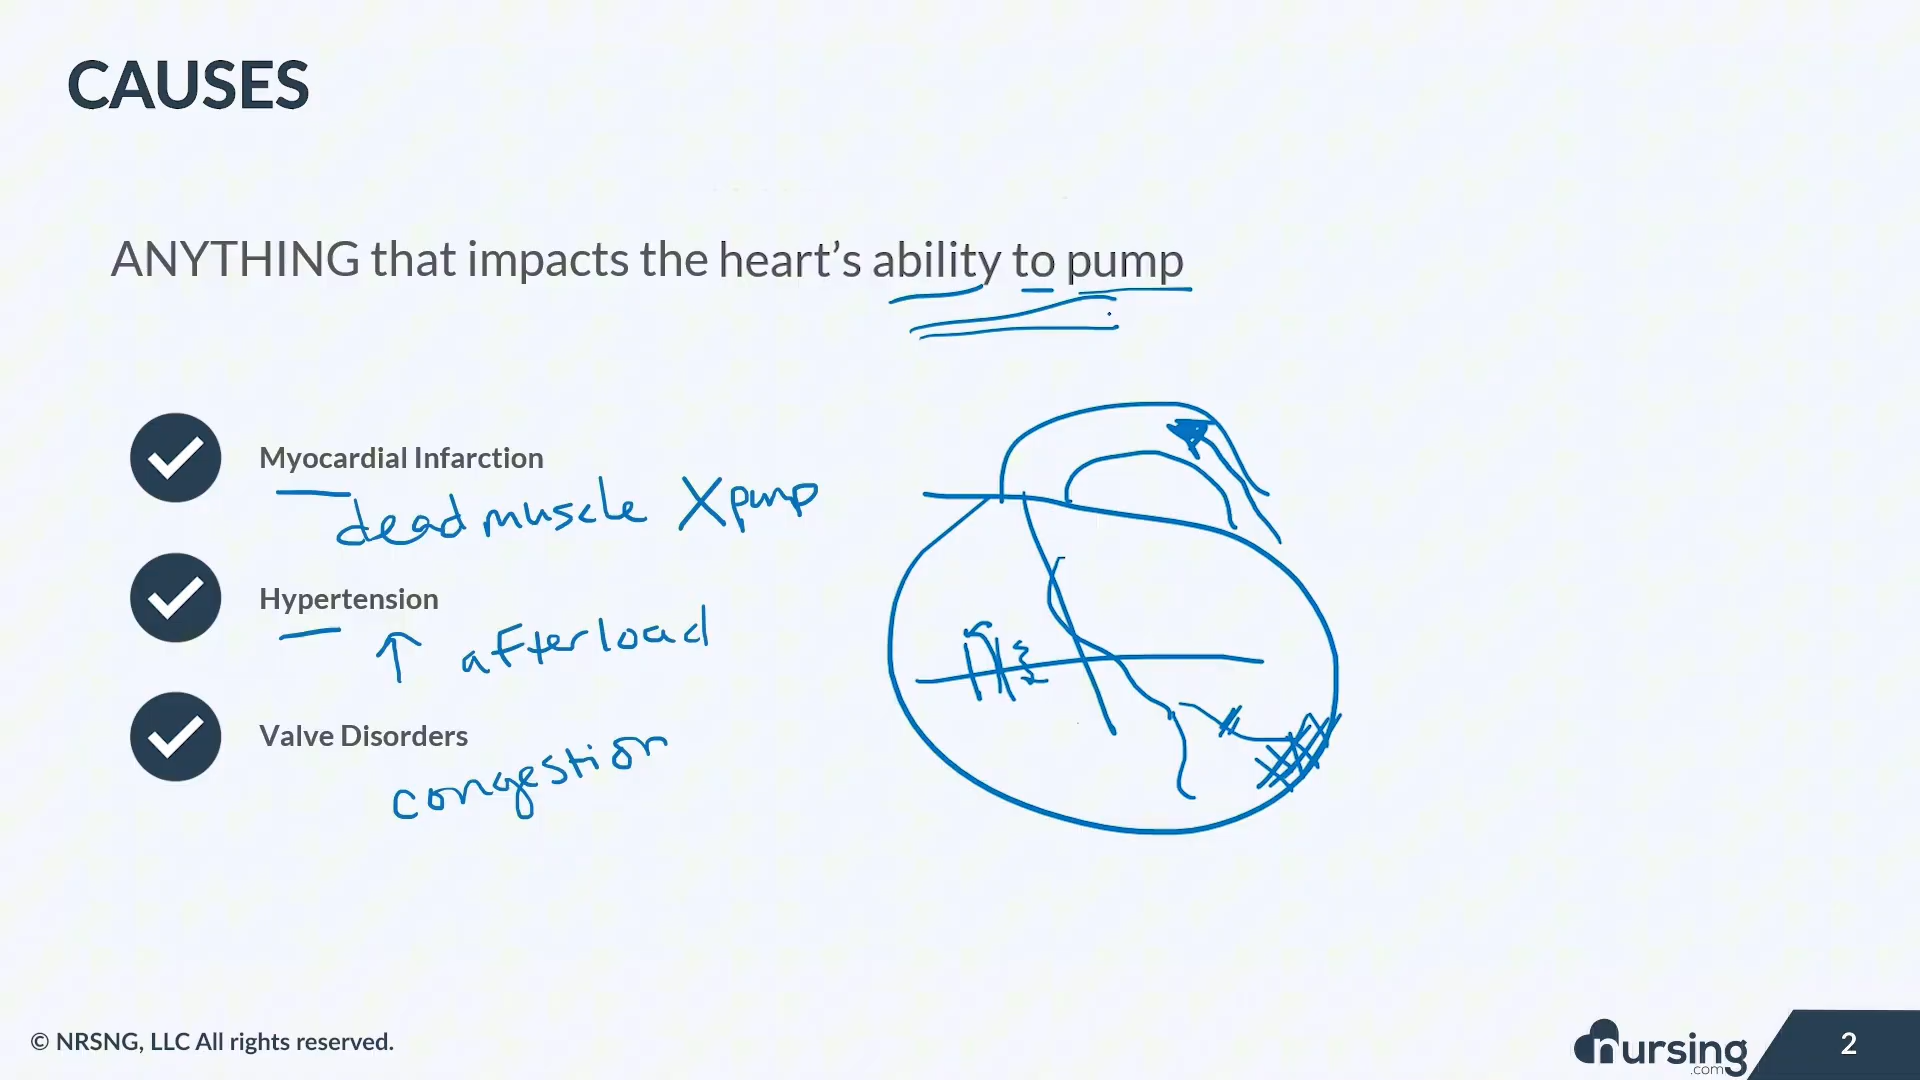 CAUSES
ANYTHING that impacts the heart’s ability to pump
Myocardial Infarction
dead muscle X pump
Hypertension
↑ afterload
Valve Disorders
congestion
© NRSNG, LLC All rights reserved.
nursing
.com
2